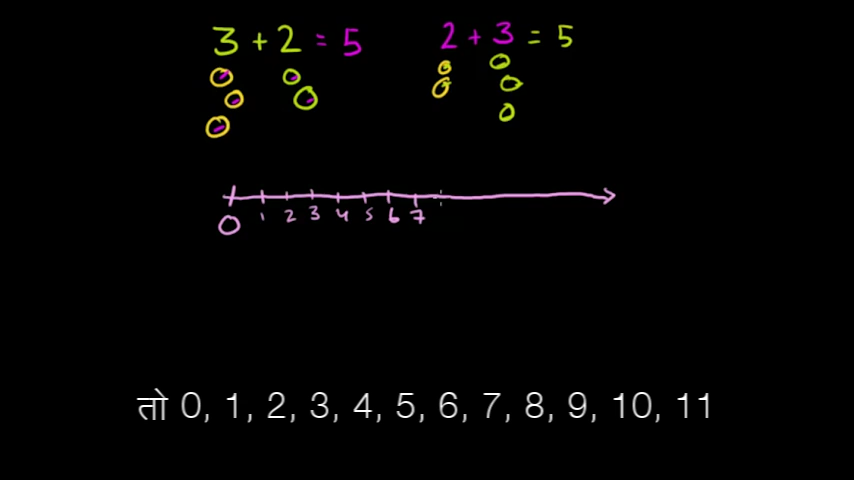 3 + 2 = 5 2 + 3 = 5
0 1 2 3 4 5 6 7
तो 0, 1, 2, 3, 4, 5, 6, 7, 8, 9, 10, 11